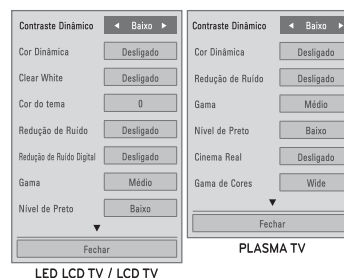 Contraste Dinâmico ◄ Baixo ►
Cor Dinâmica Desligado
Clear White Desligado
Cor do tema 0
Redução de Ruído Desligado
Redução de Ruído Digital Desligado
Gama Médio
Nível de Preto Baixo
▼
Fechar
LED LCD TV / LCD TV
Contraste Dinâmico ◄ Baixo ►
Cor Dinâmica Desligado
Redução de Ruído Desligado
Gama Médio
Nível de Preto Baixo
Cinema Real Desligado
Gama de Cores Wide
▼
Fechar
PLASMA TV